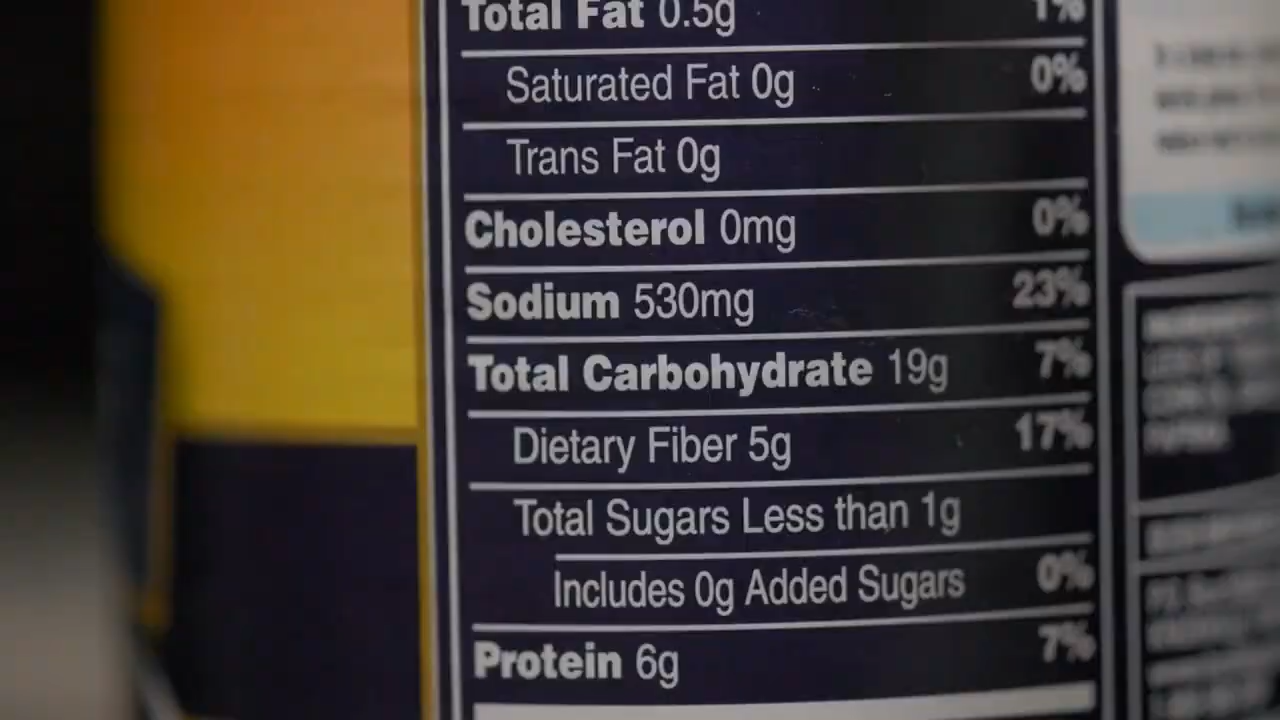 Total Fat 0.5g 1%
Saturated Fat 0g 0%
Trans Fat 0g
Cholesterol 0mg 0%
Sodium 530mg 23%
Total Carbohydrate 19g 7%
Dietary Fiber 5g 17%
Total Sugars Less than 1g
Includes 0g Added Sugars 0%
Protein 6g 7%